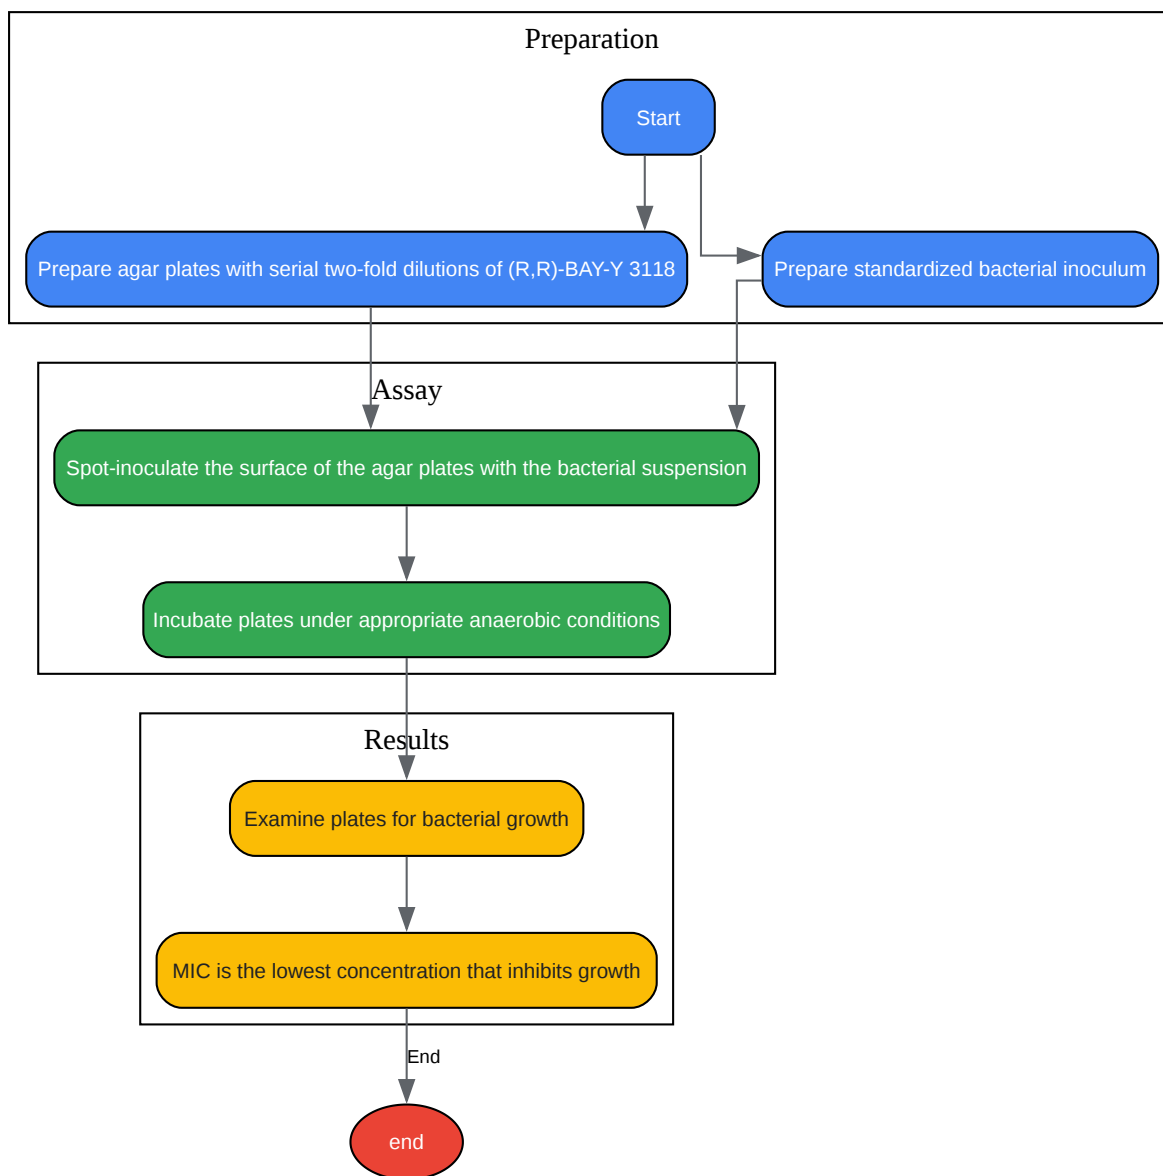 Preparation
Start
Prepare agar plates with serial two-fold dilutions of (R,R)-BAY-Y 3118
Prepare standardized bacterial inoculum
Assay
Spot-inoculate the surface of the agar plates with the bacterial suspension
Incubate plates under appropriate anaerobic conditions
Results
Examine plates for bacterial growth
MIC is the lowest concentration that inhibits growth
End
end